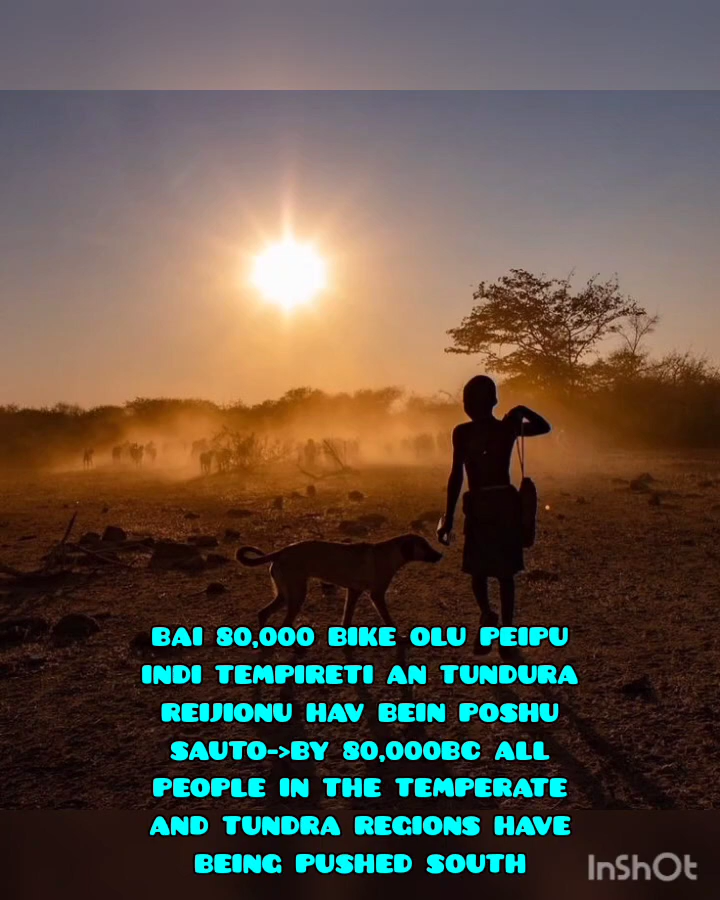 BAI 80,000 BIKE OLU PEIPU
INDI TEMPIRETI AN TUNDURA
REIJIONU HAV BEIN POSHU
SAUTO->BY 80,000BC ALL
PEOPLE IN THE TEMPERATE
AND TUNDRA REGIONS HAVE
BEING PUSHED SOUTH
InShOt